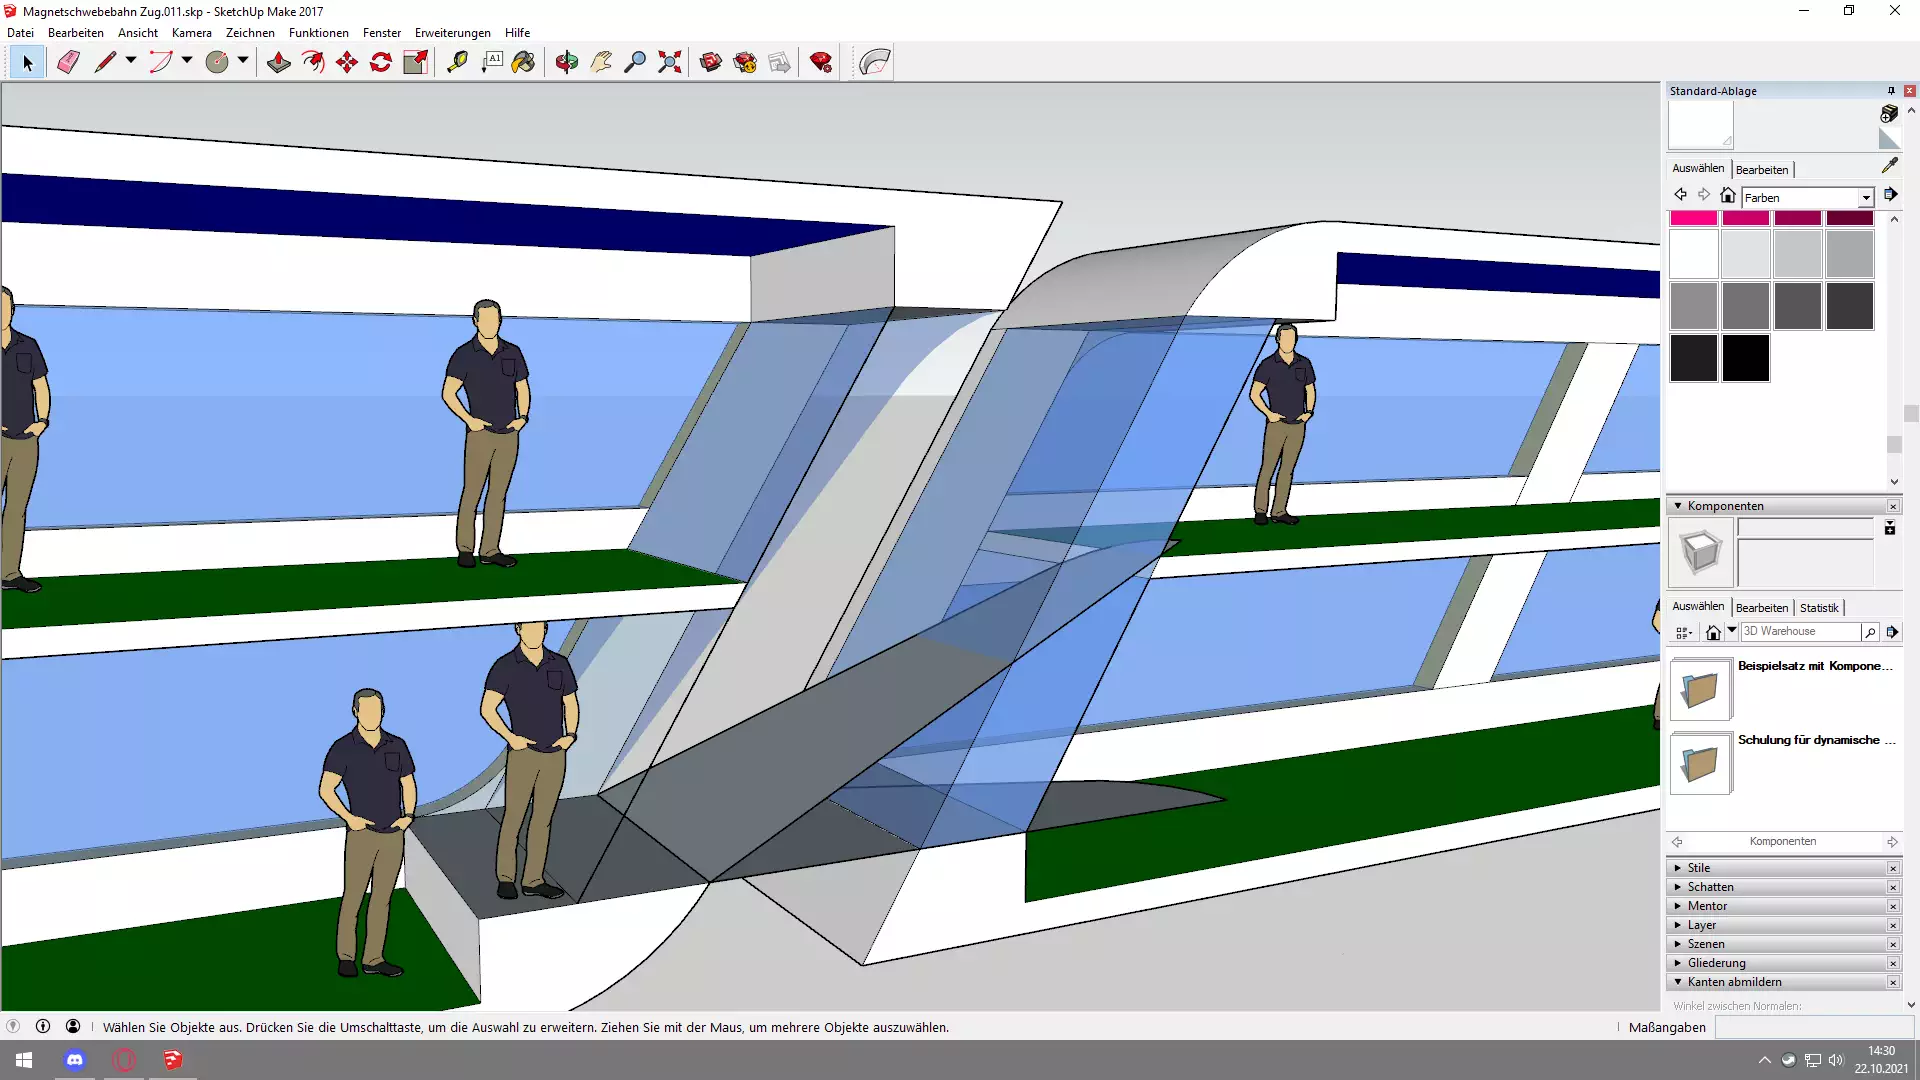 Magnetschwebebahn Zug.011.skp - SketchUp Make 2017
Datei Bearbeiten Ansicht Kamera Zeichnen Funktionen Fenster Erweiterungen Hilfe
A1
Standard-Ablage
Auswählen Bearbeiten
Farben
Komponenten
Auswählen Bearbeiten Statistik
3D Warehouse
Beispielsatz mit Kompone...
Schulung für dynamische ...
Komponenten
Stile
Schatten
Mentor
Layer
Szenen
Gliederung
Kanten abmildern
Winkel zwischen Normalen:
Wählen Sie Objekte aus. Drücken Sie die Umschalttaste, um die Auswahl zu erweitern. Ziehen Sie mit der Maus, um mehrere Objekte auszuwählen.
Maßangaben
14:30
22.10.2021